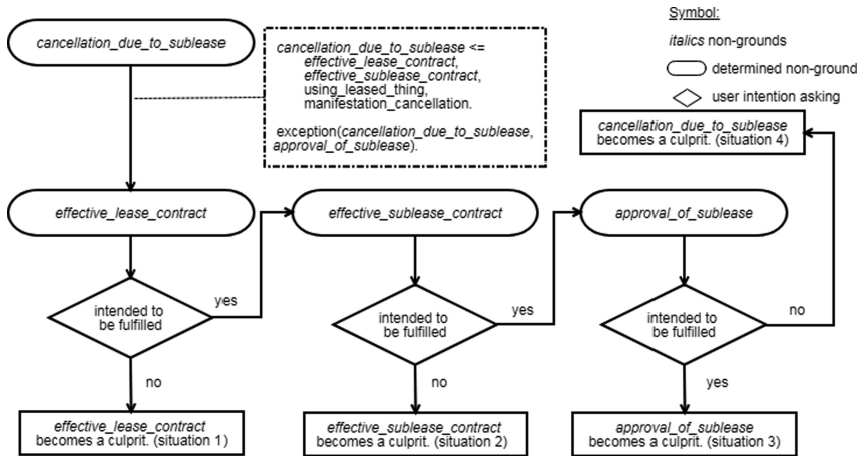 Symbol:
italics non-grounds
determined non-ground
user intention asking
cancellation_due_to_sublease
cancellation_due_to_sublease <=
effective_lease_contract,
effective_sublease_contract,
using_leased_thing,
manifestation_cancellation.
exception(cancellation_due_to_sublease,
approval_of_sublease).
cancellation_due_to_sublease
becomes a culprit. (situation 4)
effective_lease_contract
effective_sublease_contract
approval_of_sublease
intended to
be fulfilled
yes
intended to
be fulfilled
yes
intended to
be fulfilled
no
no
no
yes
effective_lease_contract
becomes a culprit. (situation 1)
effective_sublease_contract
becomes a culprit. (situation 2)
approval_of_sublease
becomes a culprit. (situation 3)